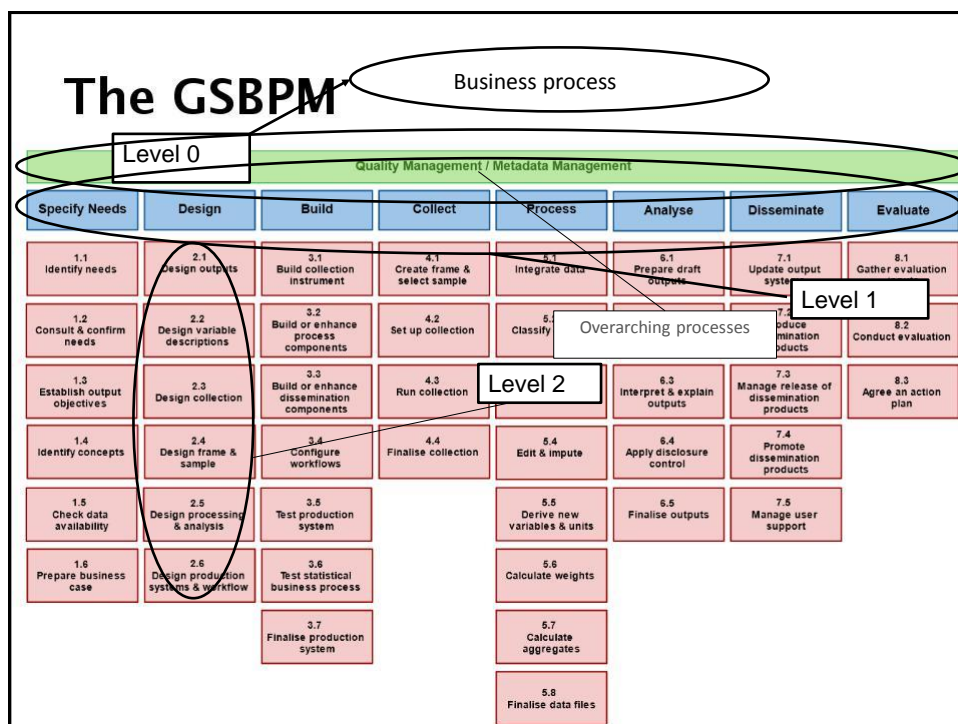 The GSBPM
Business process
Level 0
Quality Management / Metadata Management
Specify Needs
Design
Build
Collect
Process
Analyse
Disseminate
Evaluate
1.1
Identify needs
2.1
Design outputs
3.1
Build collection
instrument
4.1
Create frame &
select sample
5.1
Integrate data
6.1
Prepare draft
outputs
7.1
Update output
8.1
Gather evaluation
Level 1
1.2
Consult & confirm
needs
2.2
Design variable
descriptions
3.2
Build or enhance
process
components
4.2
Set up collection
Classify
Overarching processes
products
8.2
Conduct evaluation
1.3
Establish output
objectives
2.3
Design collection
3.3
Build or enhance
dissemination
components
4.3
Run collection
Level 2
6.3
Interpret & explain
outputs
7.3
Manage release of
dissemination
products
8.3
Agree an action
plan
1.4
Identify concepts
2.4
Design frame &
sample
3.4
Configure
workflows
4.4
Finalise collection
5.4
Edit & impute
6.4
Apply disclosure
control
7.4
Promote
dissemination
products
1.5
Check data
availability
2.5
Design processing
& analysis
3.5
Test production
system
5.5
Derive new
variables & units
6.5
Finalise outputs
7.5
Manage user
support
1.6
Prepare business
case
2.6
Design production
systems & workflow
3.6
Test statistical
business process
5.6
Calculate weights
3.7
Finalise production
system
5.7
Calculate
aggregates
5.8
Finalise data files